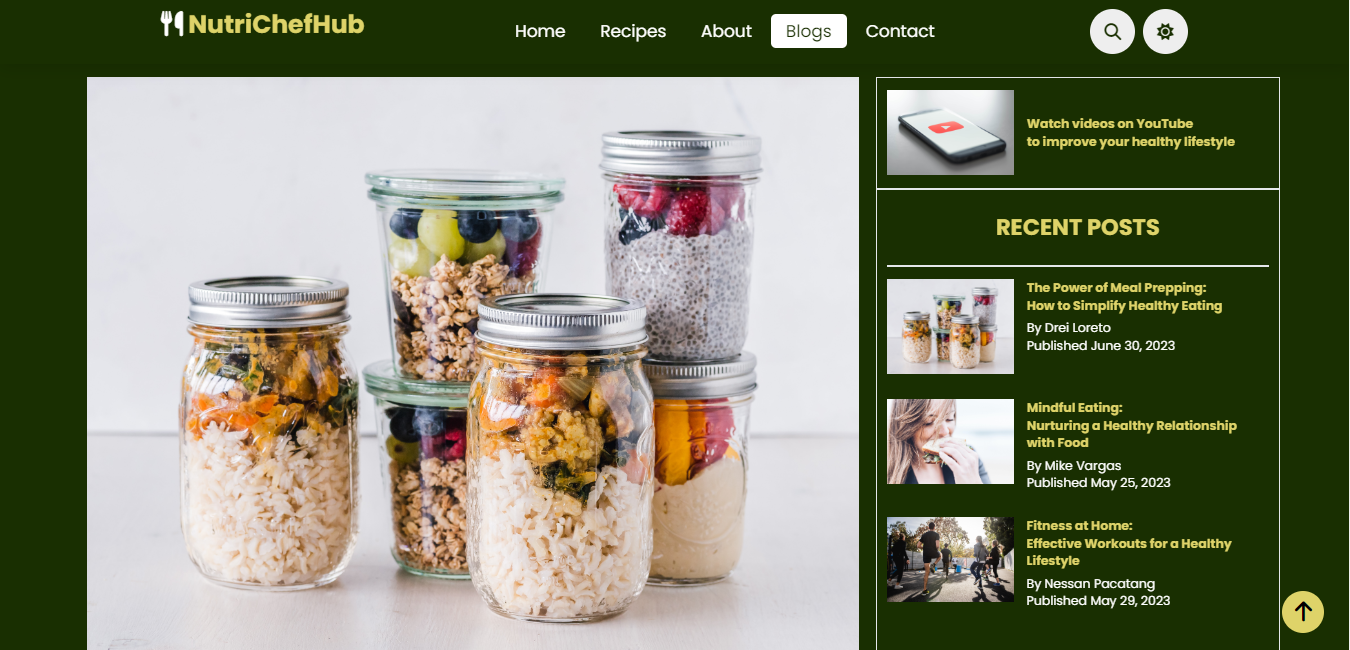 NutriChefHub
Home
Recipes
About
Blogs
Contact
Watch videos on YouTube
to improve your healthy lifestyle
RECENT POSTS
The Power of Meal Prepping:
How to Simplify Healthy Eating
By Drei Loreto
Published June 30, 2023
Mindful Eating:
Nurturing a Healthy Relationship
with Food
By Mike Vargas
Published May 25, 2023
Fitness at Home:
Effective Workouts for a Healthy
Lifestyle
By Nessan Pacatang
Published May 29, 2023